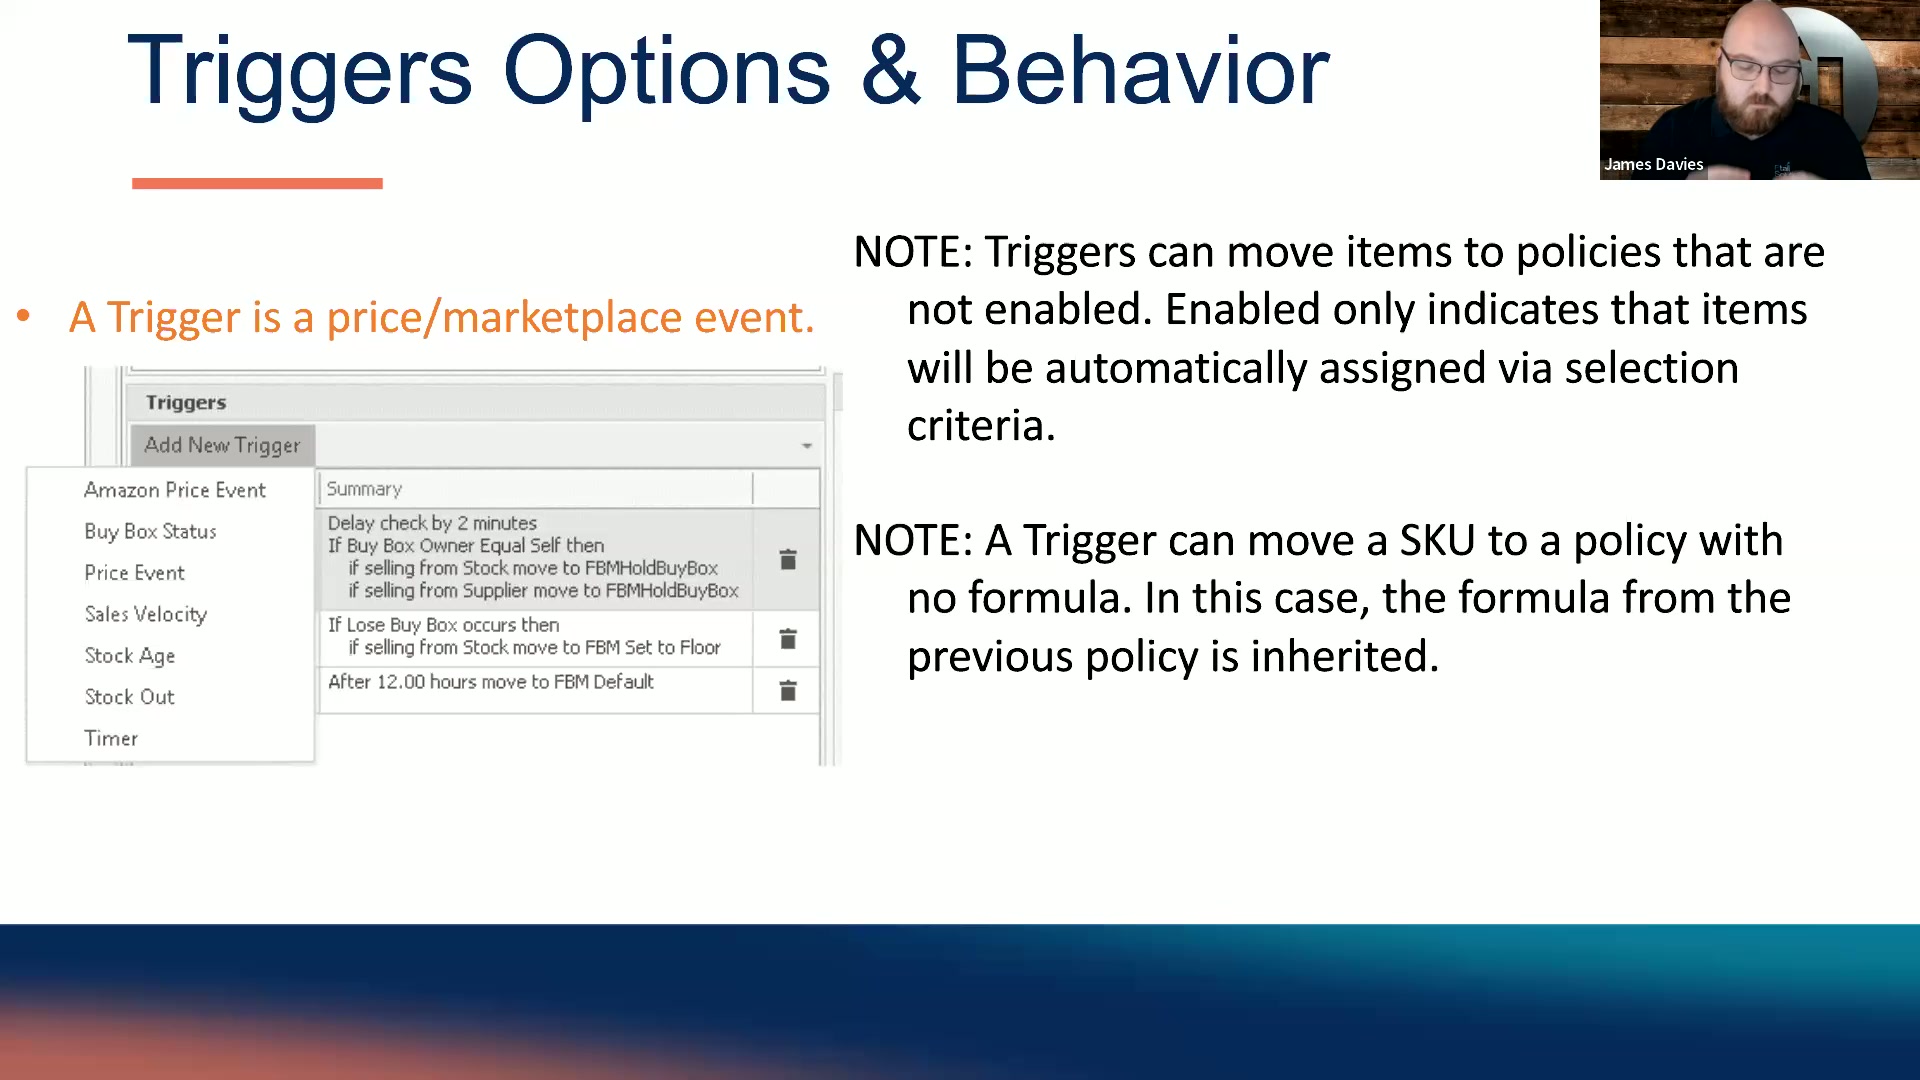 Triggers Options & Behavior
James Davies
• A Trigger is a price/marketplace event.
Triggers
Add New Trigger
Amazon Price Event
Buy Box Status
Price Event
Sales Velocity
Stock Age
Stock Out
Timer
Summary
Delay check by 2 minutes
If Buy Box Owner Equal Self then
if selling from Stock move to FBMHoldBuyBox
if selling from Supplier move to FBMHoldBuyBox
If Lose Buy Box occurs then
if selling from Stock move to FBM Set to Floor
After 12.00 hours move to FBM Default
NOTE: Triggers can move items to policies that are
not enabled. Enabled only indicates that items
will be automatically assigned via selection
criteria.
NOTE: A Trigger can move a SKU to a policy with
no formula. In this case, the formula from the
previous policy is inherited.